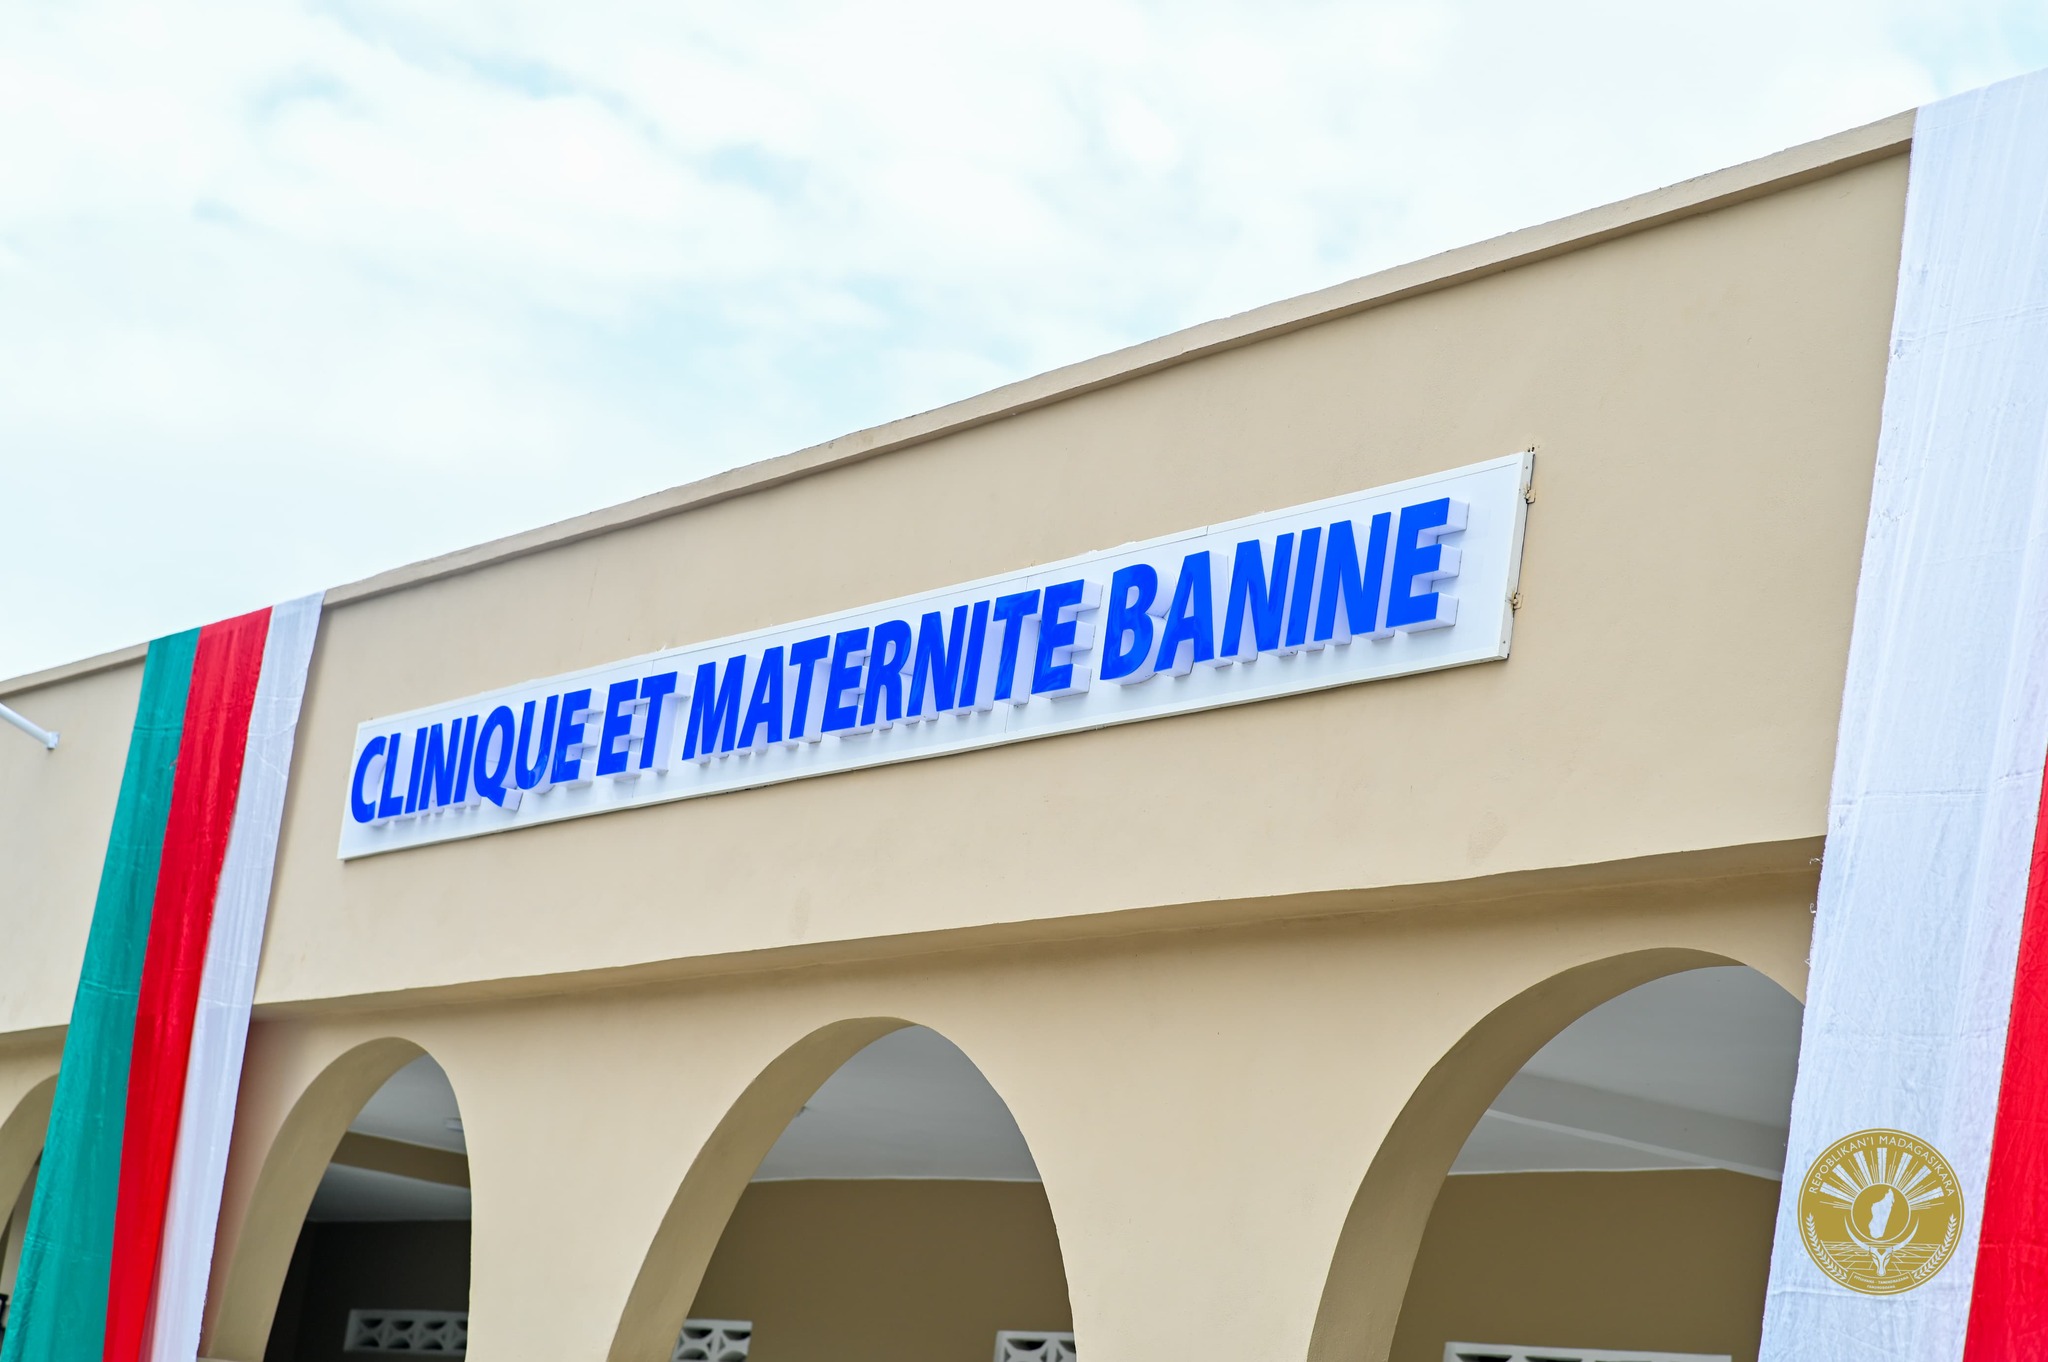 CLINIQUE ET MATERNITE BANINE
REPOBLIKAN'I MADAGASIKARA